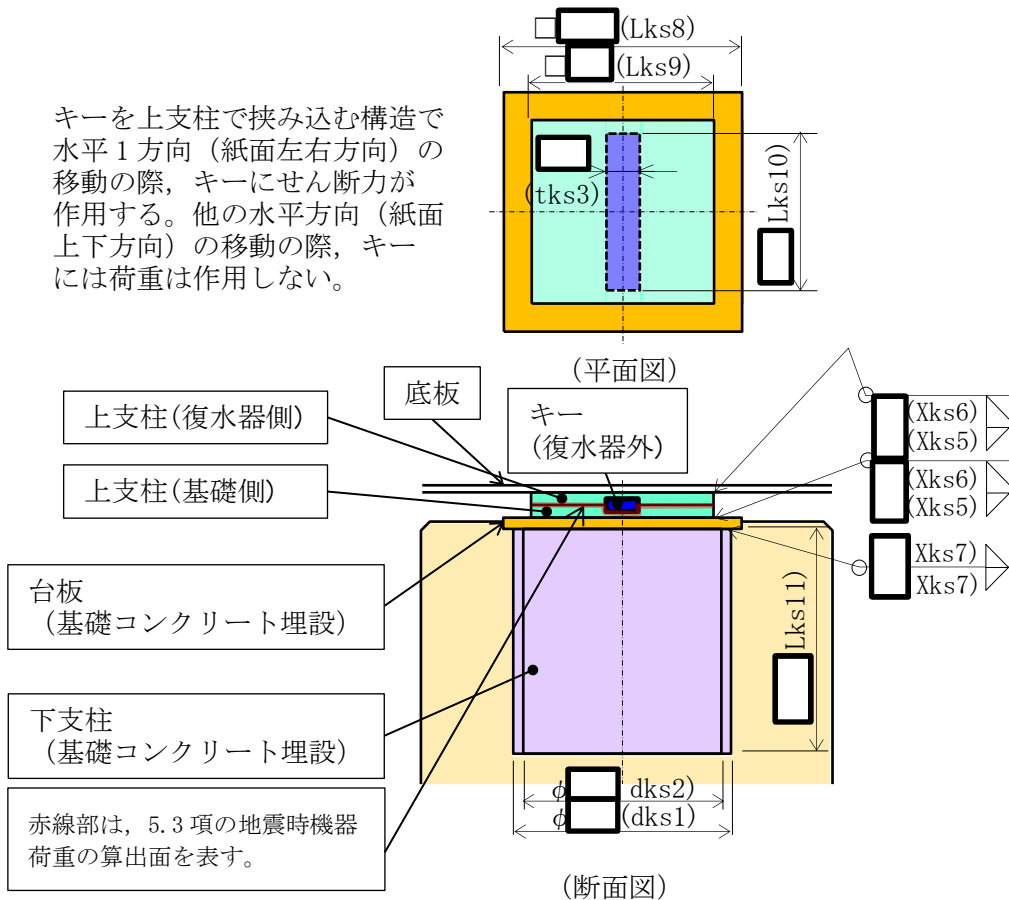 □ (Lks8)
□ (Lks9)
キーを上支柱で挟み込む構造で
水平1方向（紙面左右方向）の
移動の際，キーにせん断力が
作用する。他の水平方向（紙面
上下方向）の移動の際，キー
には荷重は作用しない。
(tks3)
Lks10)
(平面図)
底板
キー
(復水器外)
上支柱(復水器側)
上支柱(基礎側)
(Xks6)
(Xks5)
(Xks6)
(Xks5)
Xks7)
Xks7)
台板
（基礎コンクリート埋設）
Lks11)
下支柱
（基礎コンクリート埋設）
φ dks2)
φ (dks1)
赤線部は，5.3項の地震時機器
荷重の算出面を表す。
(断面図)